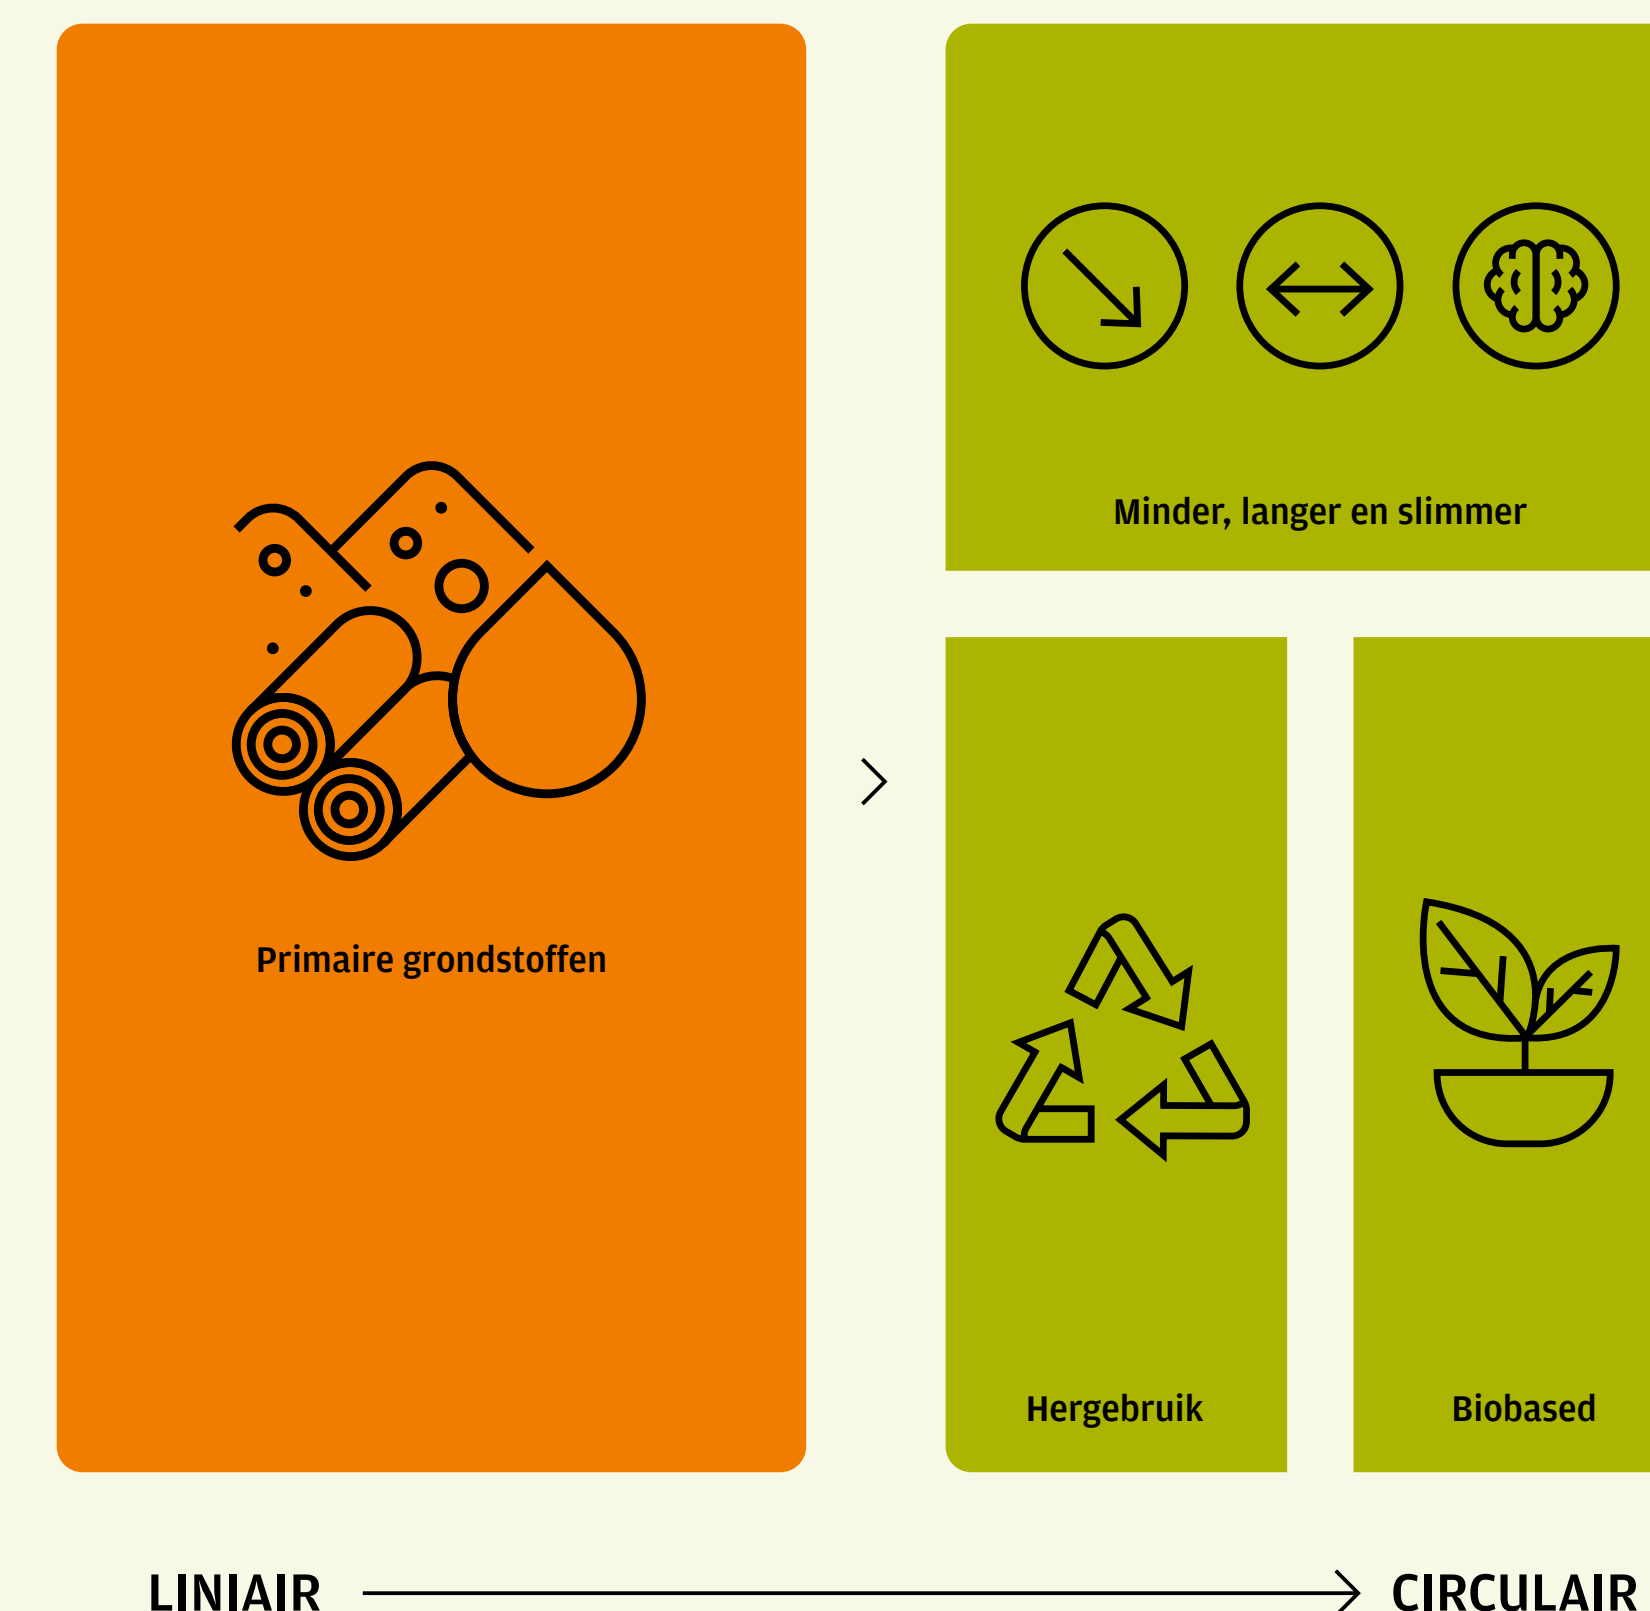 Minder, langer en slimmer
Primaire grondstoffen
Hergebruik
Biobased
LINIAIR
CIRCULAIR